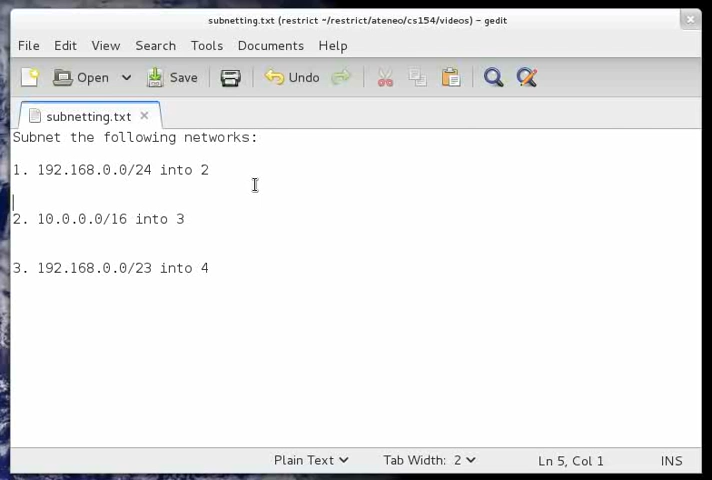 subnetting.txt (restrict ~/restrict/ateneo/cs154/videos) - gedit
File Edit View Search Tools Documents Help
Open Save Undo
subnetting.txt
Subnet the following networks:
1. 192.168.0.0/24 into 2
2. 10.0.0.0/16 into 3
3. 192.168.0.0/23 into 4
Plain Text Tab Width: 2 Ln 5, Col 1 INS